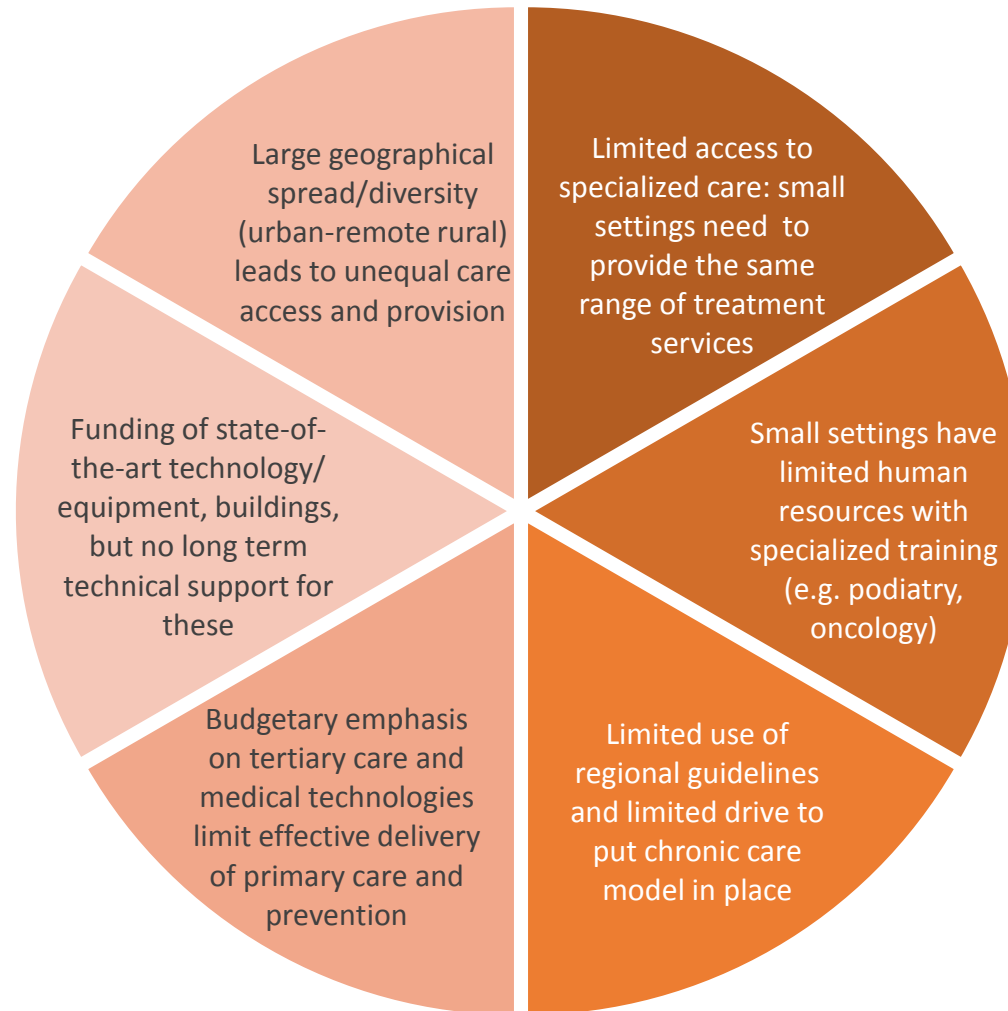 Limited access to
specialized care: small
settings need to
provide the same
range of treatment
services
Small settings have
limited human
resources with
specialized training
(e.g. podiatry,
oncology)
Limited use of
regional guidelines
and limited drive to
put chronic care
model in place
Budgetary emphasis
on tertiary care and
medical technologies
limit effective delivery
of primary care and
prevention
Funding of state-of-
the-art technology/
equipment, buildings,
but no long term
technical support for
these
Large geographical
spread/diversity
(urban-remote rural)
leads to unequal care
access and provision